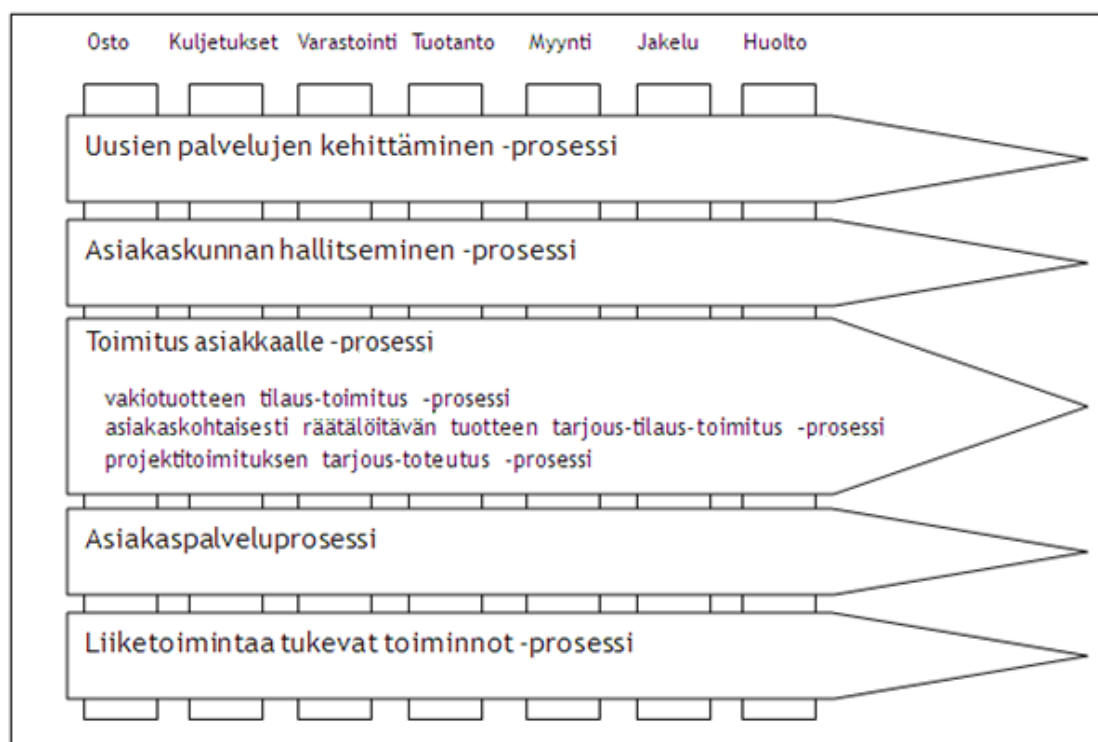 Osto Kuljetukset Varastointi Tuotanto Myynti Jakelu Huolto
Uusien palvelujen kehittäminen -prosessi
Asiakaskunnan hallitseminen -prosessi
Toimitus asiakkaalle -prosessi
vakiotuotteen tilaus-toimitus -prosessi
asiakaskohtaisesti räätälöitävän tuotteen tarjous-tilaus-toimitus -prosessi
projektitoimituksen tarjous-toteutus -prosessi
Asiakaspalveluprosessi
Liiketoimintaa tukevat toiminnot -prosessi